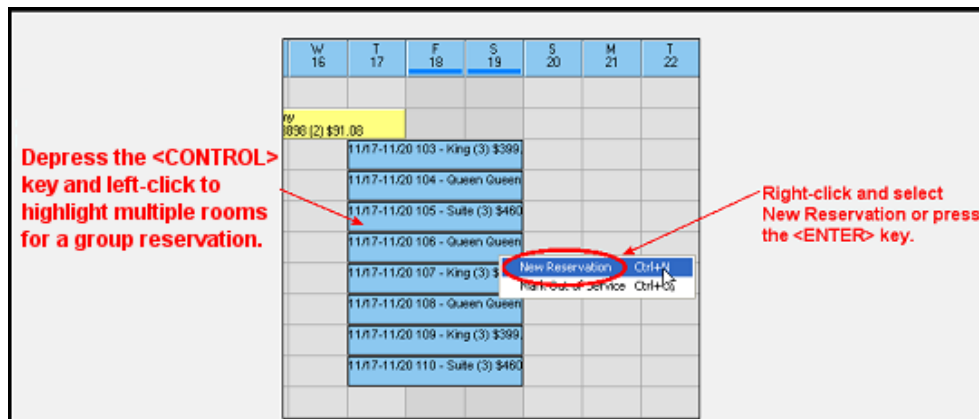 W T F S S M T
16 17 18 19 20 21 22
898 (2) $91.08
11/17-11/20 103 - King (3) $399.
11/17-11/20 104 - Queen Queen
11/17-11/20 105 - Suite (3) $460
11/17-11/20 106 - Queen Queen
11/17-11/20 107 - King (3) $
11/17-11/20 108 - Queen Queen
11/17-11/20 109 - King (3) $399.
11/17-11/20 110 - Suite (3) $460
Depress the <CONTROL>
key and left-click to
highlight multiple rooms
for a group reservation.
New Reservation Ctrl+N
Mark Out of Service
Right-click and select
New Reservation or press
the <ENTER> key.